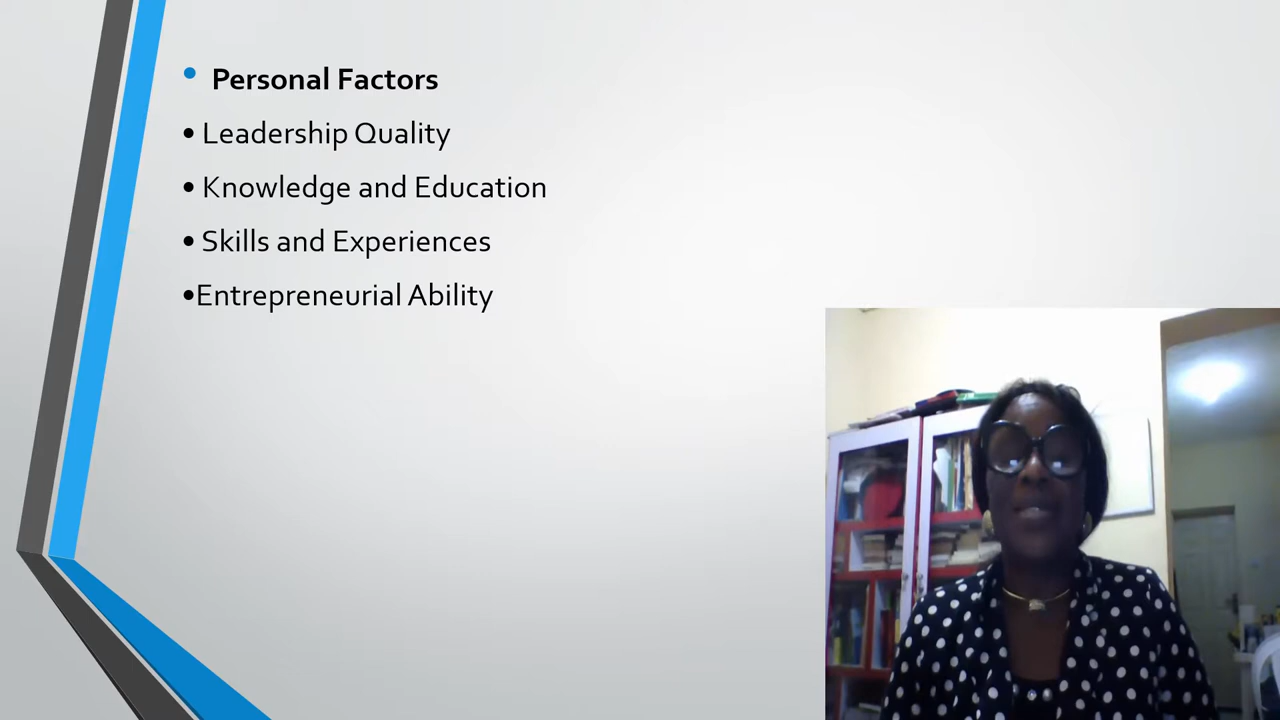 • Personal Factors
• Leadership Quality
• Knowledge and Education
• Skills and Experiences
•Entrepreneurial Ability